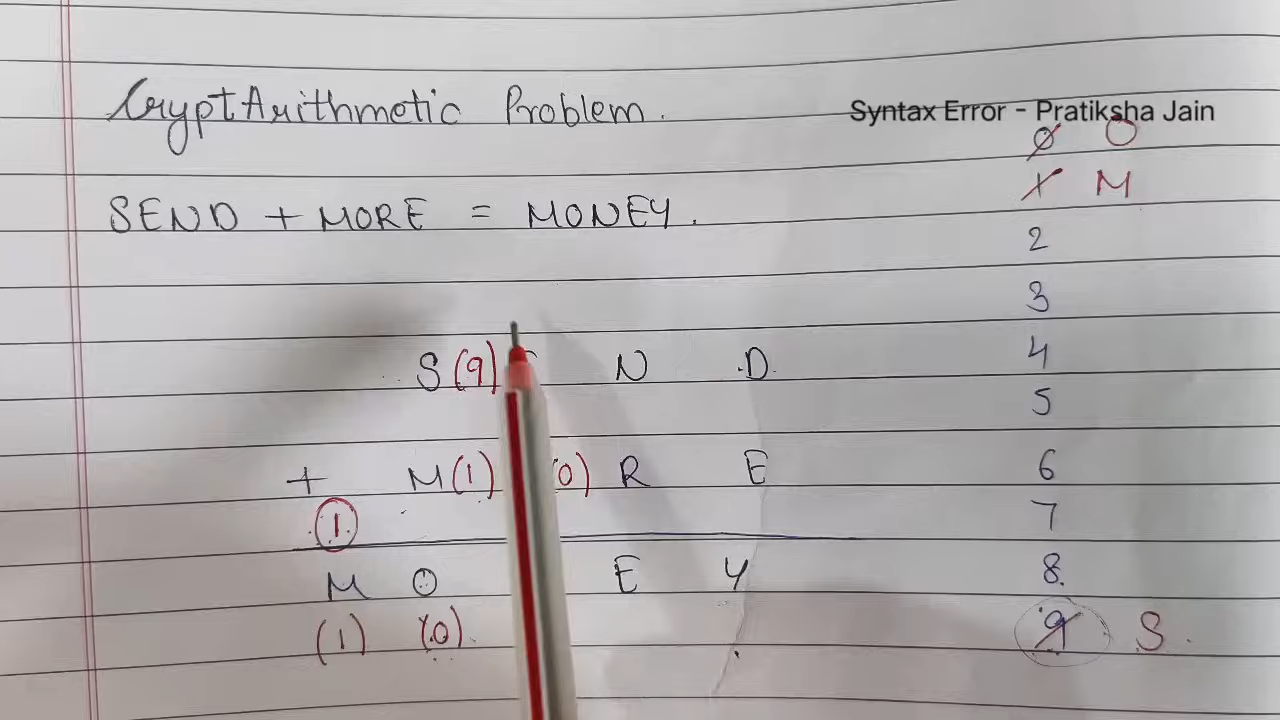 CryptArithmetic Problem.
Syntax Error - Pratiksha Jain
0 O
1 M
SEND + MORE = MONEY.
2
3
S(9) N D
4
5
+ M(1) (0) R E
6
(1)
7
M O E Y
8
(1) (0)
9 S